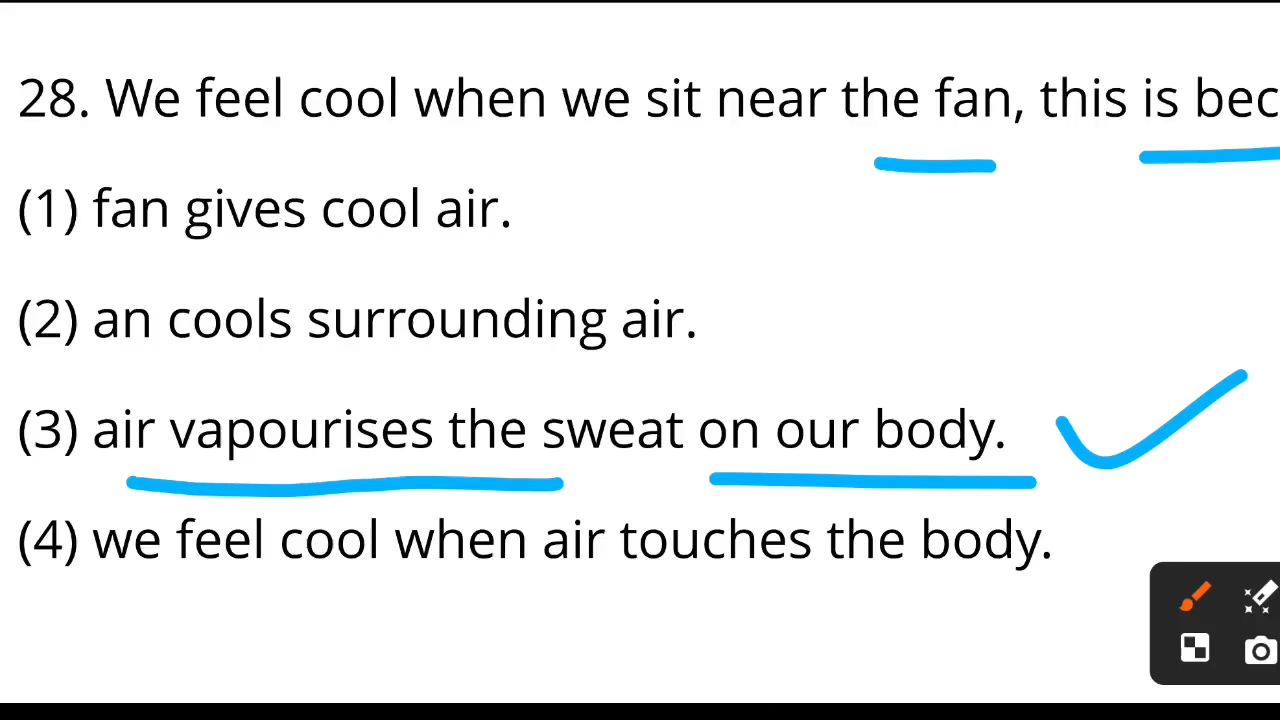 28. We feel cool when we sit near the fan, this is bec
(1) fan gives cool air.
(2) an cools surrounding air.
(3) air vapourises the sweat on our body.
(4) we feel cool when air touches the body.